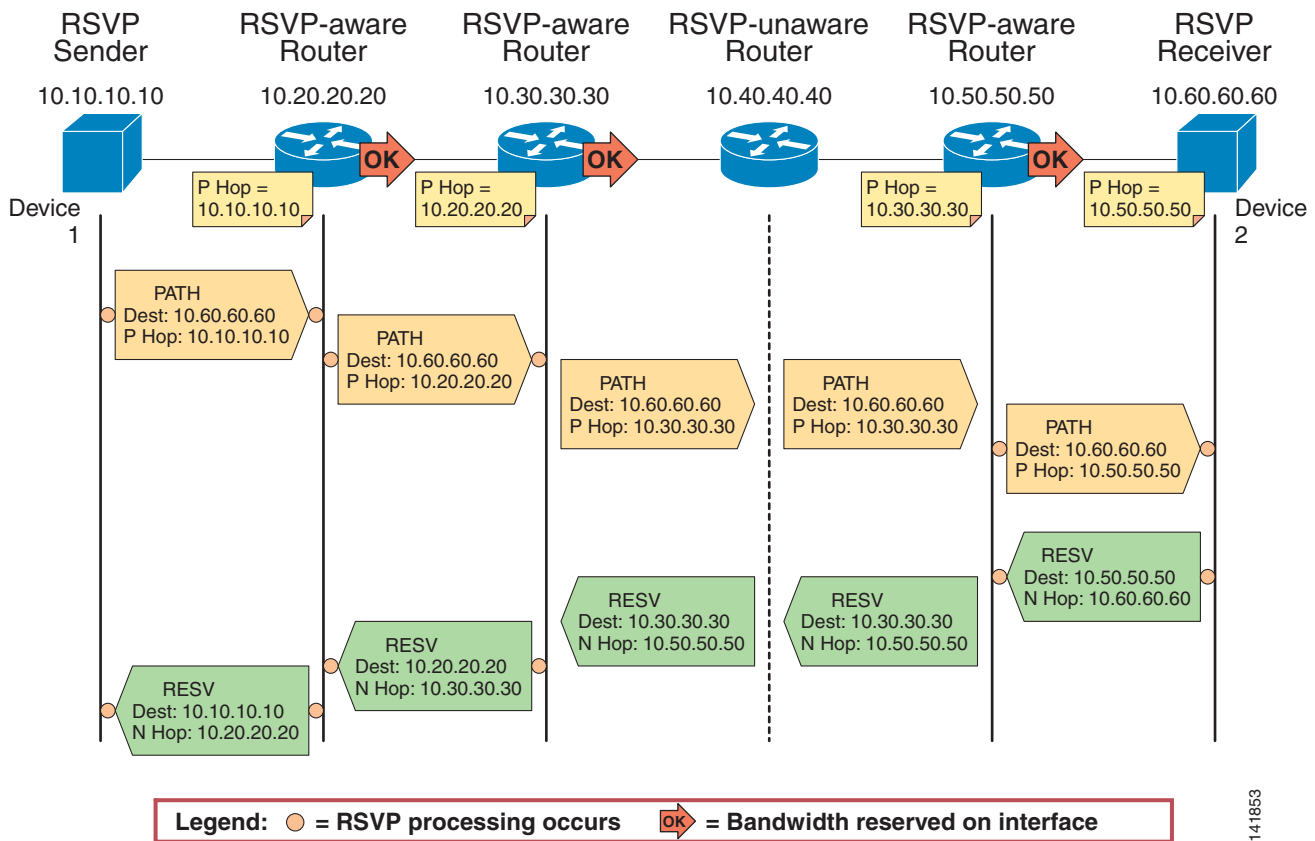 RSVP
Sender
RSVP-aware
Router
RSVP-aware
Router
RSVP-unaware
Router
RSVP-aware
Router
RSVP
Receiver
10.10.10.10
10.20.20.20
10.30.30.30
10.40.40.40
10.50.50.50
10.60.60.60
OK
OK
OK
P Hop =
10.10.10.10
P Hop =
10.20.20.20
P Hop =
10.30.30.30
P Hop =
10.50.50.50
Device
1
Device
2
PATH
Dest: 10.60.60.60
P Hop: 10.10.10.10
PATH
Dest: 10.60.60.60
P Hop: 10.20.20.20
PATH
Dest: 10.60.60.60
P Hop: 10.30.30.30
PATH
Dest: 10.60.60.60
P Hop: 10.30.30.30
PATH
Dest: 10.60.60.60
P Hop: 10.50.50.50
RESV
Dest: 10.50.50.50
N Hop: 10.60.60.60
RESV
Dest: 10.30.30.30
N Hop: 10.50.50.50
RESV
Dest: 10.30.30.30
N Hop: 10.50.50.50
RESV
Dest: 10.20.20.20
N Hop: 10.30.30.30
RESV
Dest: 10.10.10.10
N Hop: 10.20.20.20
Legend: = RSVP processing occurs OK = Bandwidth reserved on interface
141853